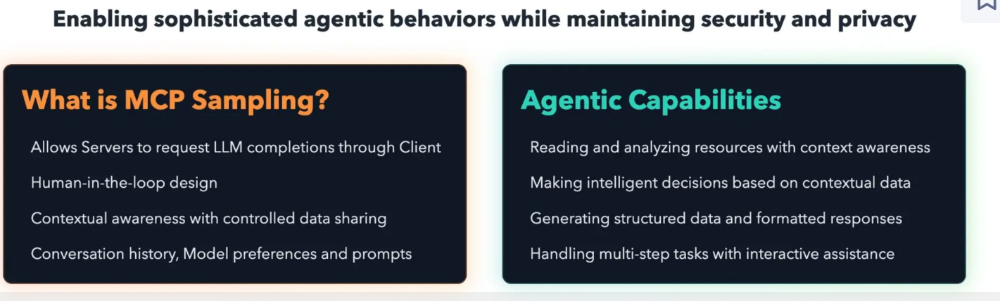 Enabling sophisticated agentic behaviors while maintaining security and privacy
What is MCP Sampling?
Allows Servers to request LLM completions through Client
Human-in-the-loop design
Contextual awareness with controlled data sharing
Conversation history, Model preferences and prompts
Agentic Capabilities
Reading and analyzing resources with context awareness
Making intelligent decisions based on contextual data
Generating structured data and formatted responses
Handling multi-step tasks with interactive assistance